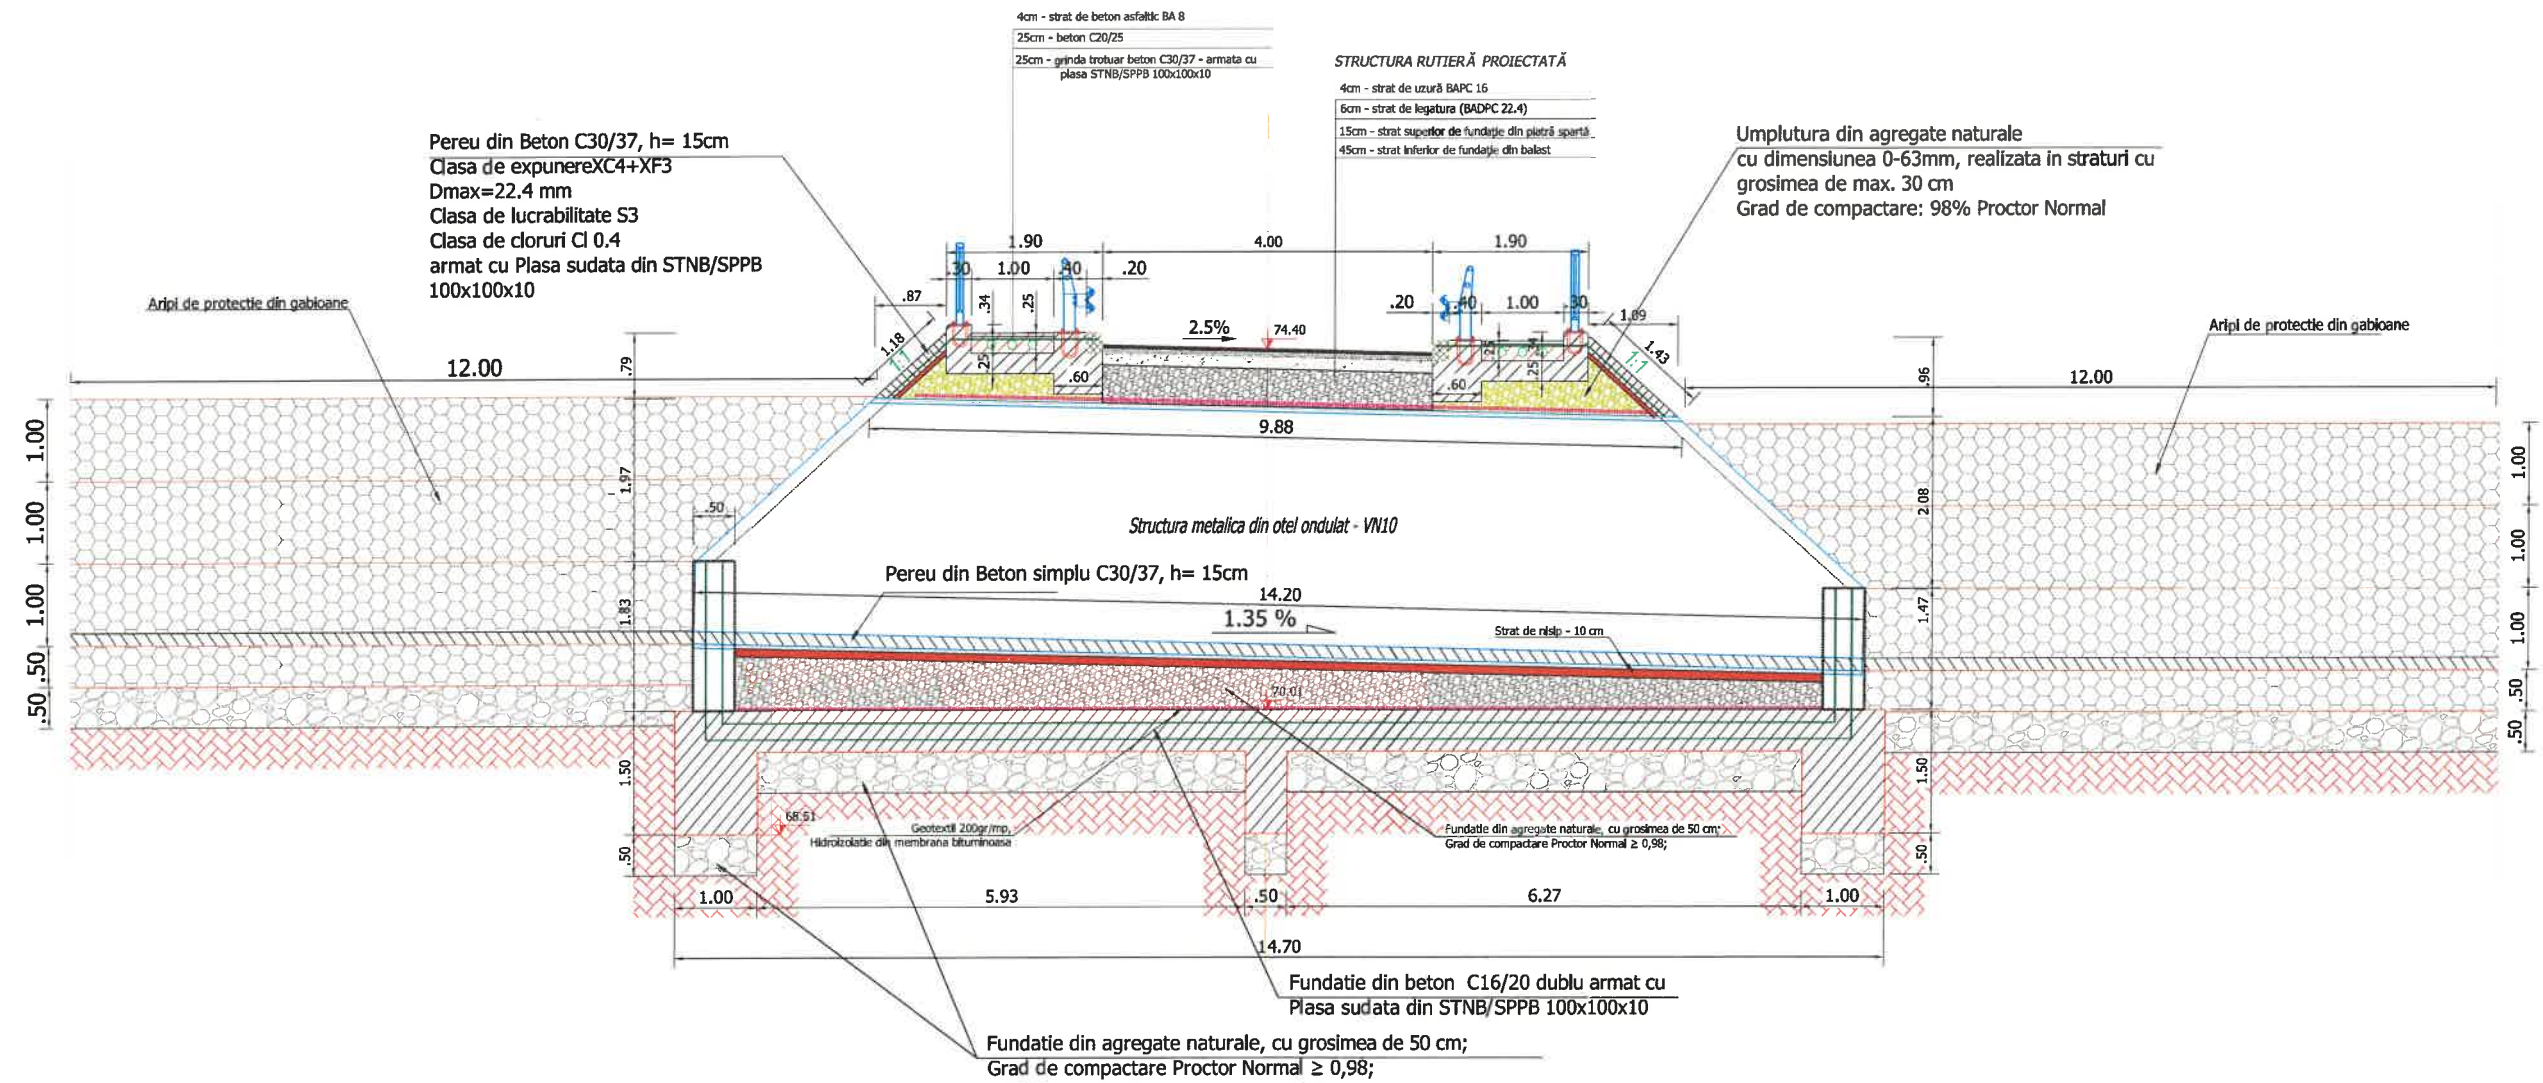 4cm - strat de beton asfaltic BA 8
25cm - beton C20/25
25cm - grinda trotuar beton C30/37 - armata cu
plasa STNB/SPPB 100x100x10
STRUCTURA RUTIERĂ PROIECTATĂ
4cm - strat de uzură BAPC 16
6cm - strat de legatura (BADPC 22.4)
15cm - strat superior de fundație din piatră spartă
45cm - strat inferior de fundație din balast
Pereu din Beton C30/37, h= 15cm
Clasa de expunereXC4+XF3
Dmax=22.4 mm
Clasa de lucrabilitate S3
Clasa de cloruri Cl 0.4
armat cu Plasa sudata din STNB/SPPB
100x100x10
Umplutura din agregate naturale
cu dimensiunea 0-63mm, realizata in straturi cu
grosimea de max. 30 cm
Grad de compactare: 98% Proctor Normal
Aripi de protectie din gabioane
Aripi de protectie din gabioane
1.90
4.00
1.90
.30
1.00
.40
.20
.20
.40
1.00
.30
.87
.34
.25
1.09
1.18
1:1
2.5%
74.40
1.43
1:1
.25
.60
.25
.34
.25
.60
12.00
.79
.96
12.00
9.88
1.00
1.00
1.00
.50
.50
1.97
1.83
1.50
.50
.50
Structura metalica din otel ondulat - VN10
Pereu din Beton simplu C30/37, h= 15cm
14.20
1.35 %
Strat de nisip - 10 cm
70.01
2.08
1.47
1.50
.50
1.00
1.00
1.00
.50
.50
68.51
Geotextil 200gr/mp,
Hidroizolatie din membrana bituminoasa
Fundatie din agregate naturale, cu grosimea de 50 cm;
Grad de compactare Proctor Normal ≥ 0,98;
1.00
5.93
.50
6.27
1.00
14.70
Fundatie din beton C16/20 dublu armat cu
Plasa sudata din STNB/SPPB 100x100x10
Fundatie din agregate naturale, cu grosimea de 50 cm;
Grad de compactare Proctor Normal ≥ 0,98;